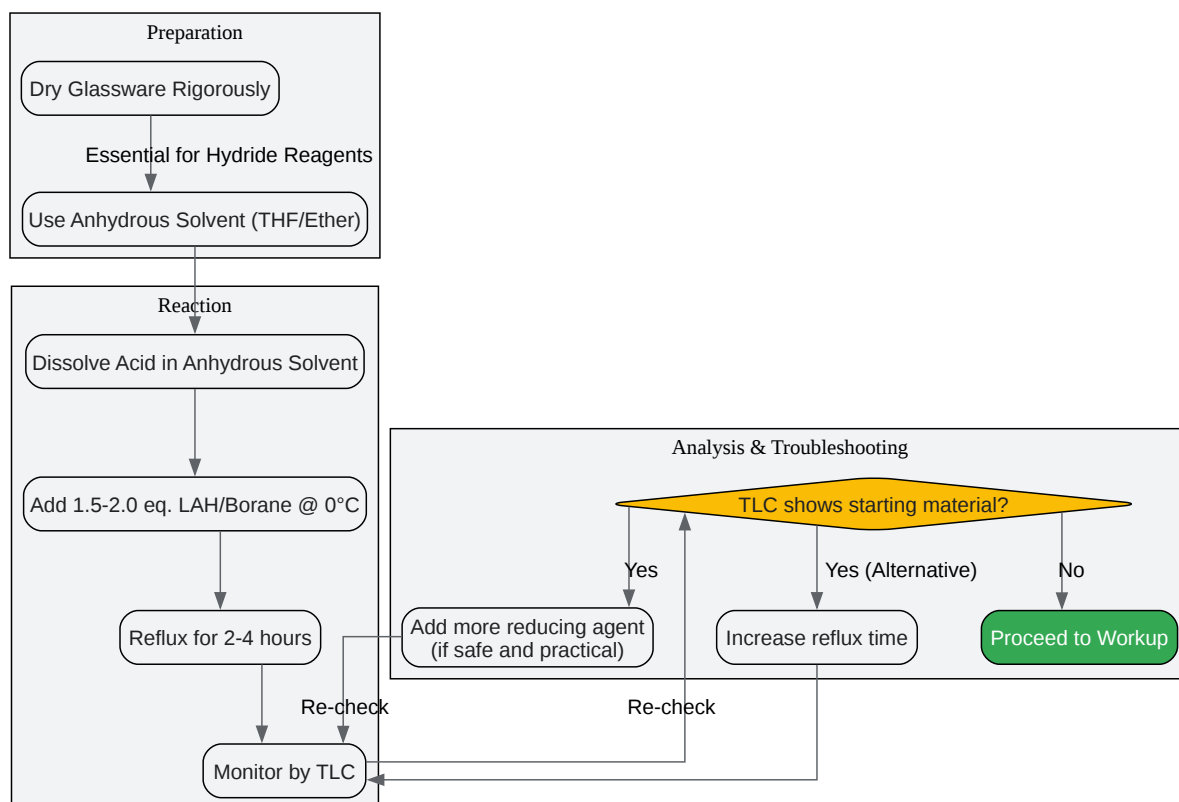 Preparation
Dry Glassware Rigorously
Essential for Hydride Reagents
Use Anhydrous Solvent (THF/Ether)
Reaction
Dissolve Acid in Anhydrous Solvent
Add 1.5-2.0 eq. LAH/Borane @ 0°C
Reflux for 2-4 hours
Monitor by TLC
Analysis & Troubleshooting
TLC shows starting material?
Yes
Yes (Alternative)
No
Add more reducing agent
(if safe and practical)
Increase reflux time
Proceed to Workup
Re-check
Re-check